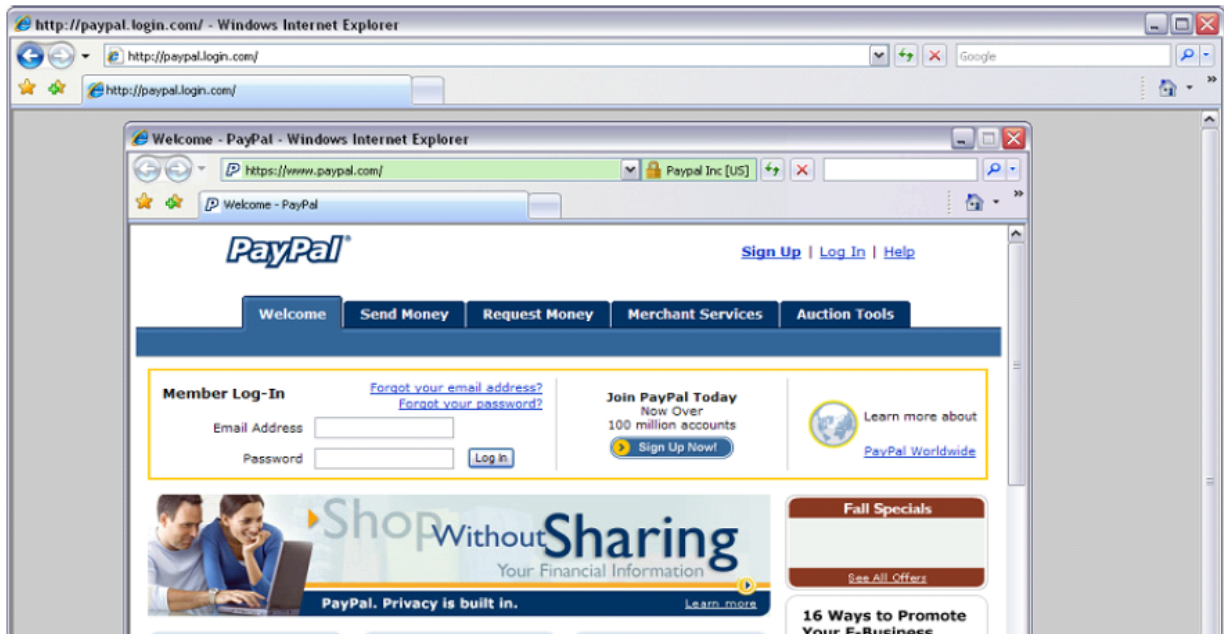 http://paypal.login.com/ - Windows Internet Explorer
http://paypal.login.com/
Google
http://paypal.login.com/
Welcome - PayPal - Windows Internet Explorer
https://www.paypal.com/
Paypal Inc [US]
Welcome - PayPal
PayPal®
Sign Up | Log In | Help
Welcome
Send Money
Request Money
Merchant Services
Auction Tools
Member Log-In
Forgot your email address?
Forgot your password?
Email Address
Password
Log In
Join PayPal Today
Now Over
100 million accounts
Sign Up Now!
Learn more about
PayPal Worldwide
Shop Without Sharing
Your Financial Information
PayPal. Privacy is built in.
Learn more
Fall Specials
See All Offers
16 Ways to Promote
Your E-Business